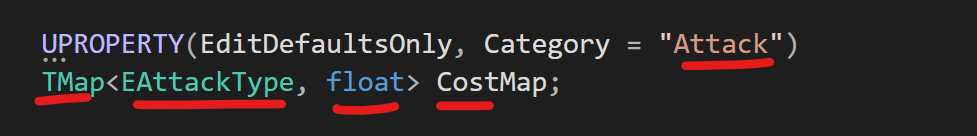 UPROPERTY(EditDefaultsOnly, Category = "Attack")
TMap<EAttackType, float> CostMap;